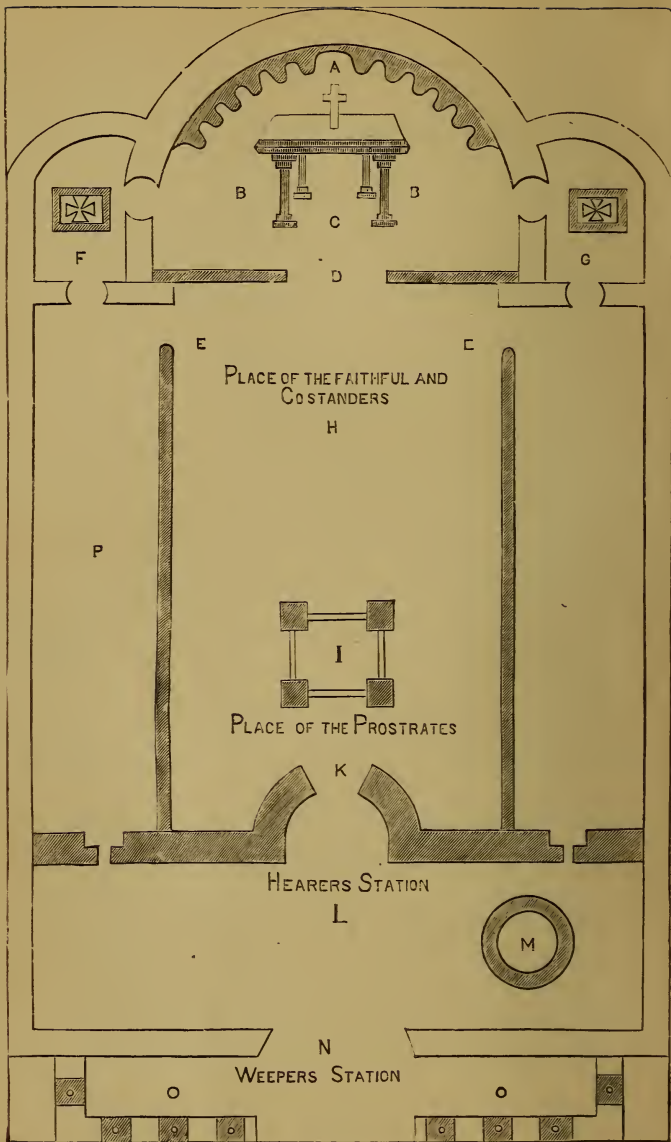 A
B B
C
F D G
E E
PLACE OF THE FAITHFUL AND
COSTANDERS
H
P
I
PLACE OF THE PROSTRATES
K
HEARERS STATION
L
M
N
WEEPERS STATION
O O